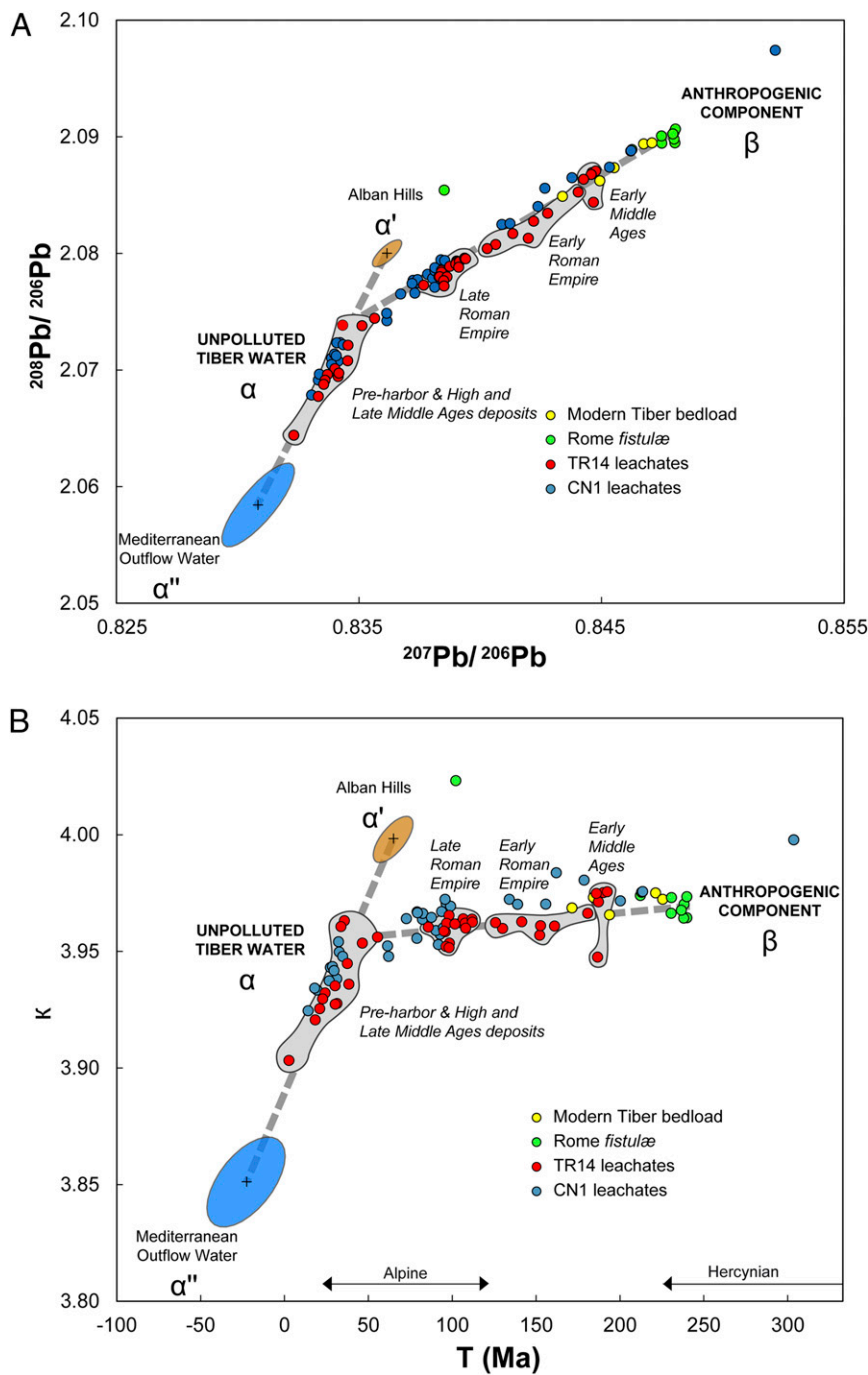 A
2.10
2.09
2.08
2.07
2.06
2.05
²⁰⁸Pb/ ²⁰⁶Pb
ANTHROPOGENIC
COMPONENT
β
Alban Hills
α'
Early
Middle
Ages
Early
Roman
Empire
Late
Roman
Empire
UNPOLLUTED
TIBER WATER
α
Pre-harbor & High and
Late Middle Ages deposits
Modern Tiber bedload
Rome fistulæ
TR14 leachates
CN1 leachates
Mediterranean
Outflow Water
α"
0.825
0.835
0.845
0.855
²⁰⁷Pb/ ²⁰⁶Pb
B
4.05
4.00
3.95
3.90
3.85
3.80
κ
Alban Hills
α'
Late
Roman
Empire
Early
Roman
Empire
Early
Middle
Ages
ANTHROPOGENIC
COMPONENT
β
UNPOLLUTED
TIBER WATER
α
Pre-harbor & High and
Late Middle Ages deposits
Modern Tiber bedload
Rome fistulæ
TR14 leachates
CN1 leachates
Mediterranean
Outflow Water
α"
Alpine
Hercynian
-100
-50
0
50
100
150
200
250
300
T (Ma)